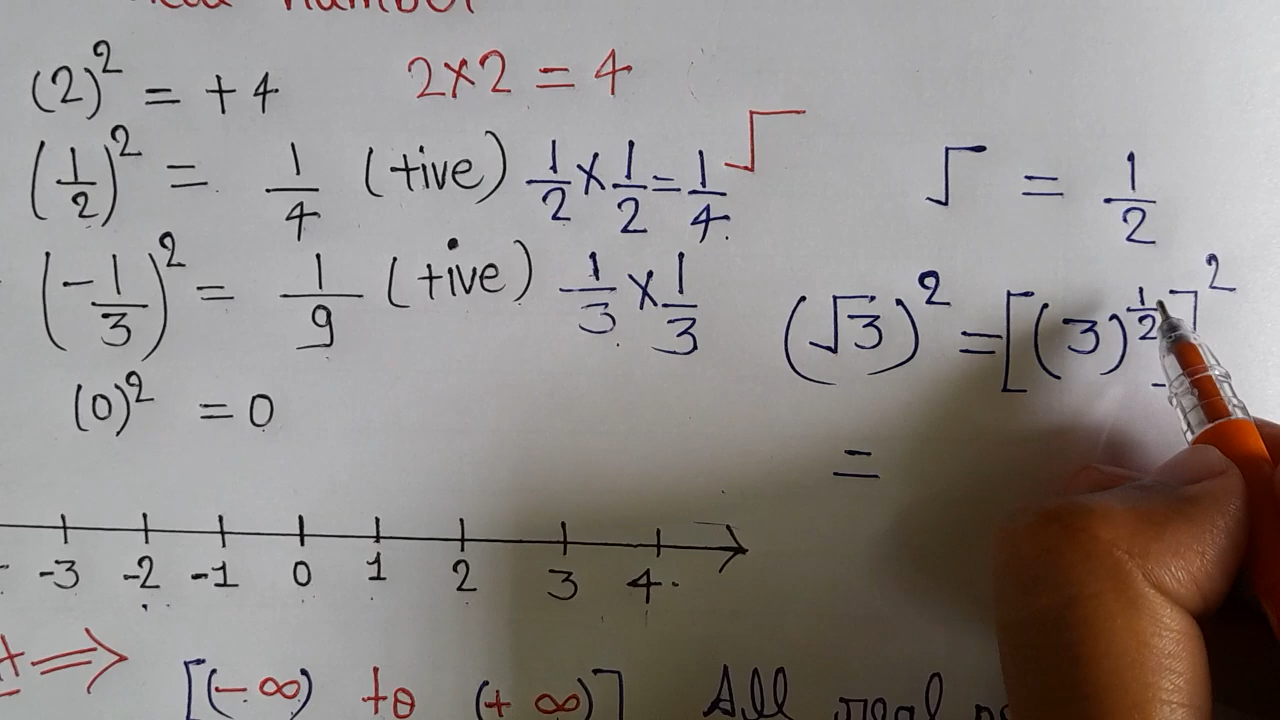 number
(2)² = +4 2×2 = 4
(1/2)² = 1/4 (+ive) 1/2 × 1/2 = 1/4 √
√ = 1/2
(-1/3)² = 1/9 (+ive) 1/3 × 1/3
(√3)² = [(3)^1/2]²
(0)² = 0
=
-3 -2 -1 0 1 2 3 4
⇒ [(-∞) to (+∞)] All real